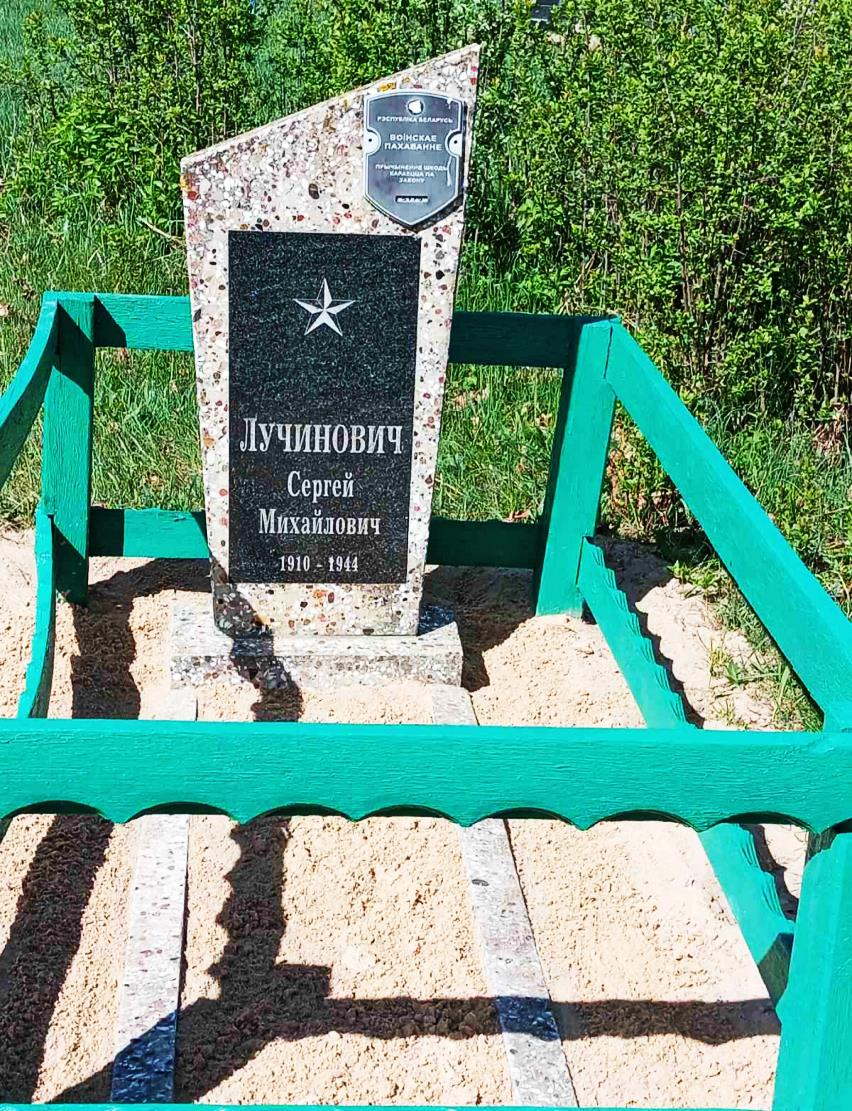 РЭСПУБЛІКА БЕЛАРУСЬ
ВОІНСКАЕ
ПАХАВАННЕ
ПРЫЧЫНЕННЕ ШКОДЫ
КАРАЕЦЦА ПА
ЗАКОНУ
ЛУЧИНОВИЧ
Сергей
Михайлович
1910 - 1944